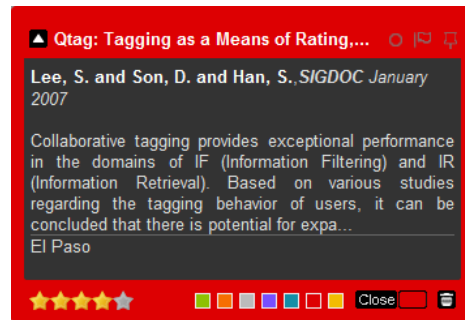 Qtag: Tagging as a Means of Rating,...
Lee, S. and Son, D. and Han, S.,SIGDOC January
2007
Collaborative tagging provides exceptional performance
in the domains of IF (Information Filtering) and IR
(Information Retrieval). Based on various studies
regarding the tagging behavior of users, it can be
concluded that there is potential for expa...
El Paso
Close